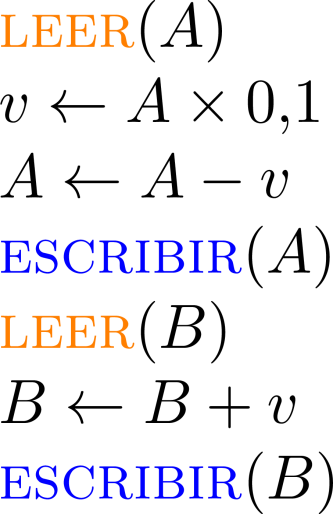 LEER(A)
v ← A × 0,1
A ← A − v
ESCRIBIR(A)
LEER(B)
B ← B + v
ESCRIBIR(B)